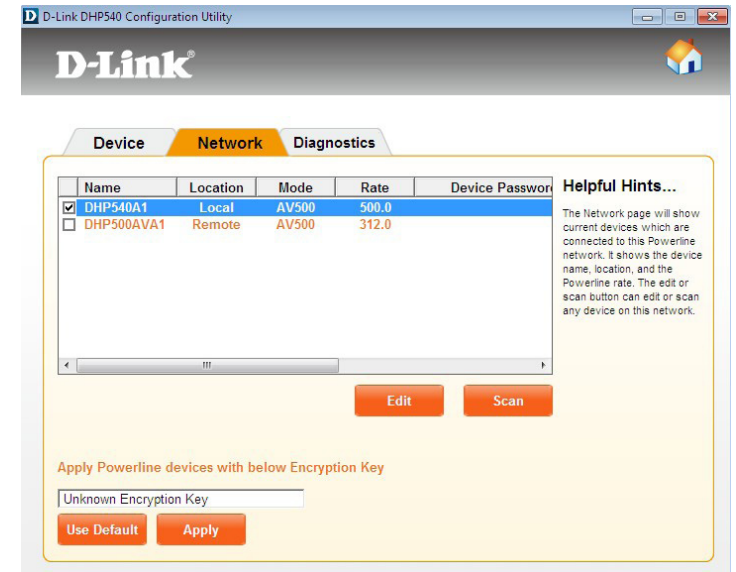 D-Link DHP540 Configuration Utility
D-Link®
Device Network Diagnostics
Name Location Mode Rate Device Passwor
DHP540A1 Local AV500 500.0
DHP500AVA1 Remote AV500 312.0
Helpful Hints...
The Network page will show
current devices which are
connected to this Powerline
network. It shows the device
name, location, and the
Powerline rate. The edit or
scan button can edit or scan
any device on this network.
Edit Scan
Apply Powerline devices with below Encryption Key
Unknown Encryption Key
Use Default Apply